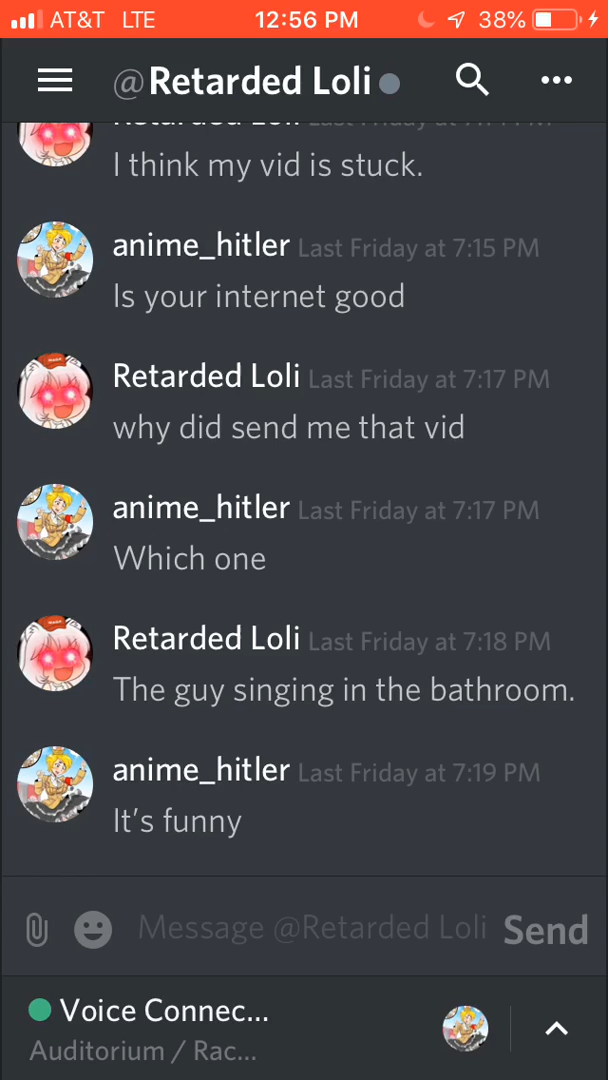 AT&T LTE 12:56 PM 38%
@Retarded Loli
I think my vid is stuck.
anime_hitler Last Friday at 7:15 PM
Is your internet good
Retarded Loli Last Friday at 7:17 PM
why did send me that vid
anime_hitler Last Friday at 7:17 PM
Which one
Retarded Loli Last Friday at 7:18 PM
The guy singing in the bathroom.
anime_hitler Last Friday at 7:19 PM
It's funny
Message @Retarded Loli Send
Voice Connec...
Auditorium / Rac...